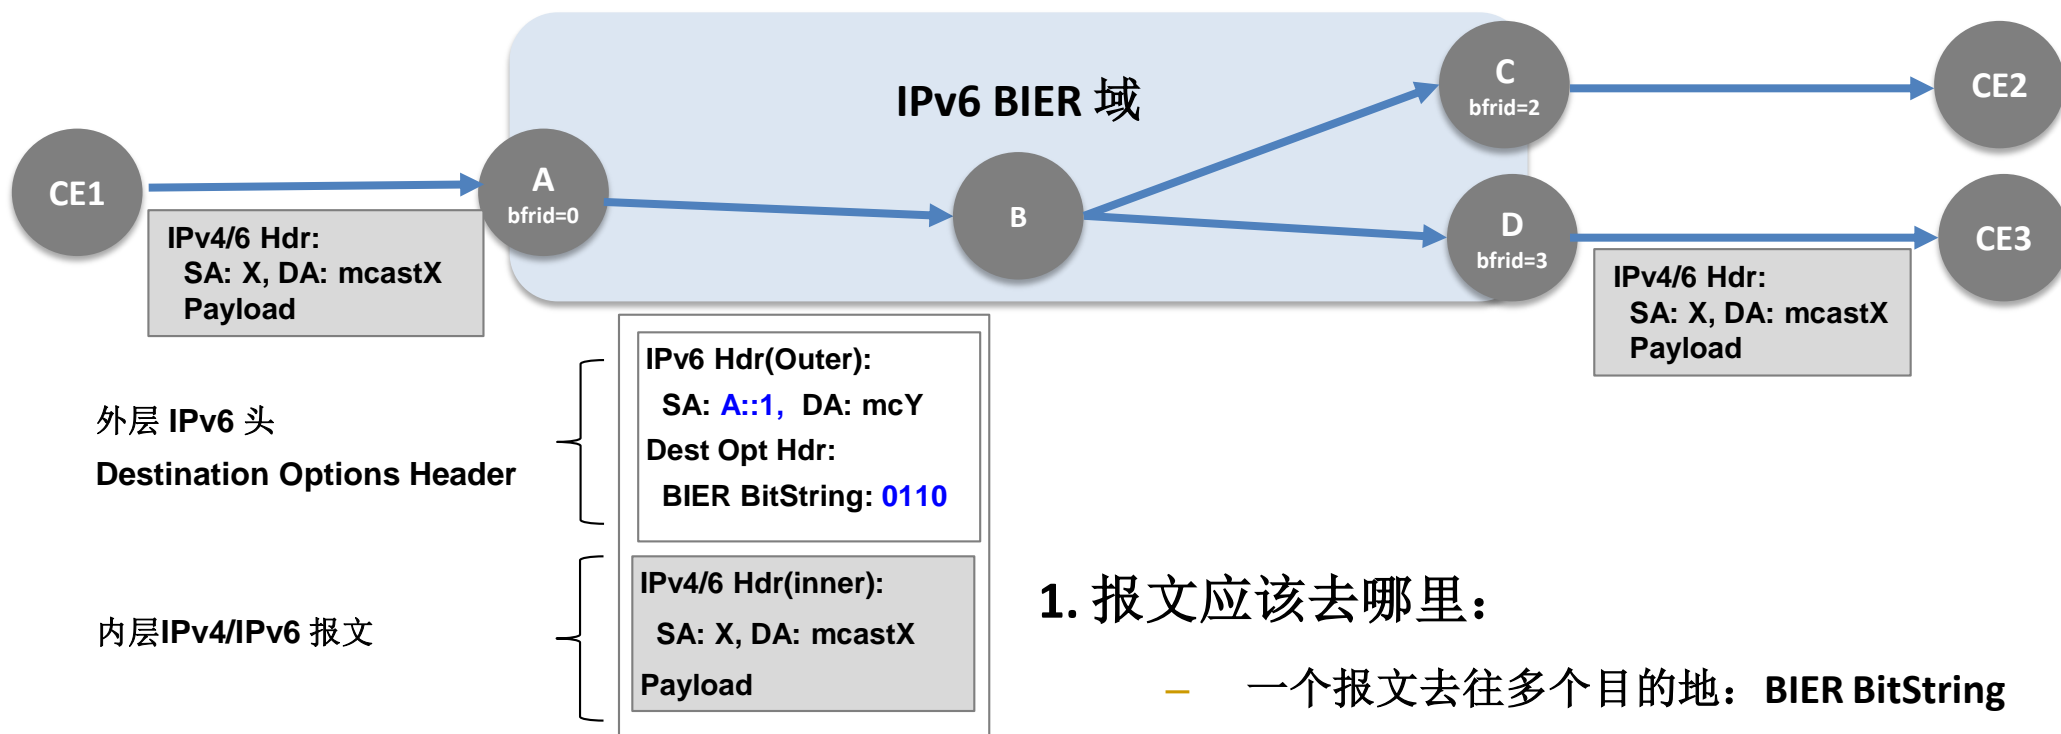 IPv6 BIER 域
CE1
A
bfrid=0
B
C
bfrid=2
D
bfrid=3
CE2
CE3
IPv4/6 Hdr:
SA: X, DA: mcastX
Payload
IPv4/6 Hdr:
SA: X, DA: mcastX
Payload
外层 IPv6 头
Destination Options Header
IPv6 Hdr(Outer):
SA: A::1, DA: mcY
Dest Opt Hdr:
BIER BitString: 0110
内层IPv4/IPv6 报文
IPv4/6 Hdr(inner):
SA: X, DA: mcastX
Payload
1. 报文应该去哪里：
– 一个报文去往多个目的地：BIER BitString